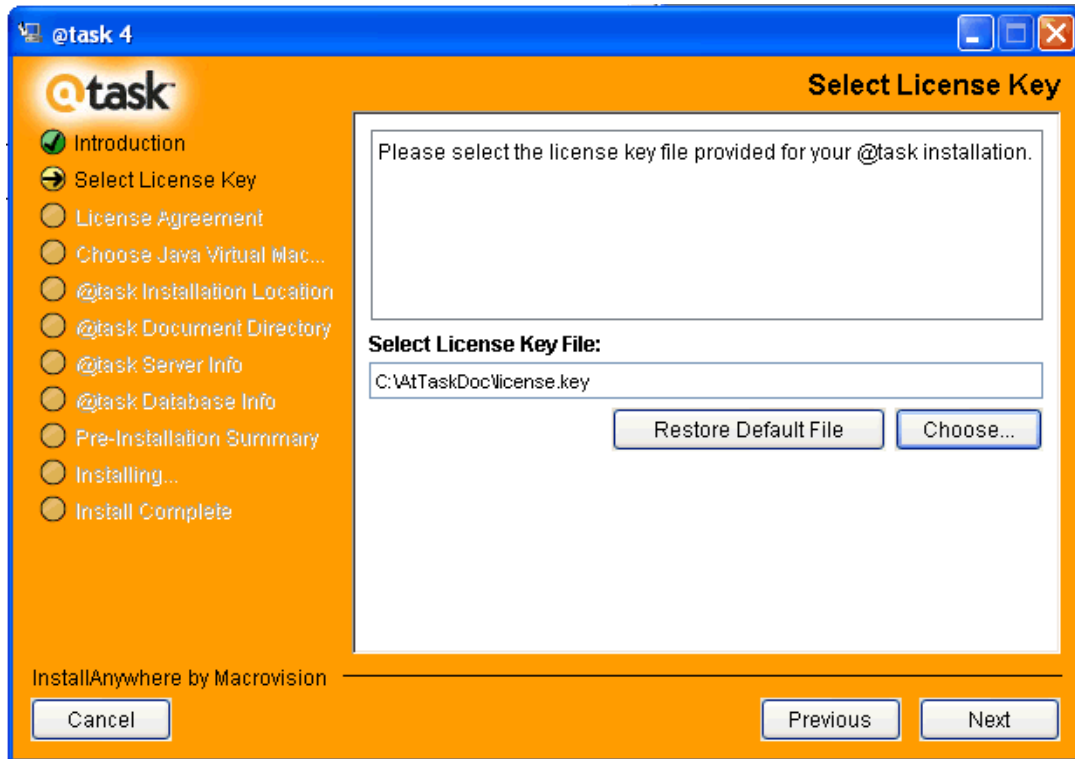 @task 4
@task™
Select License Key
Introduction
Select License Key
License Agreement
Choose Java Virtual Mac...
@task Installation Location
@task Document Directory
@task Server Info
@task Database Info
Pre-Installation Summary
Installing...
Install Complete
Please select the license key file provided for your @task installation.
Select License Key File:
C:\AtTaskDoc\license.key
Restore Default File
Choose...
InstallAnywhere by Macrovision
Cancel
Previous
Next